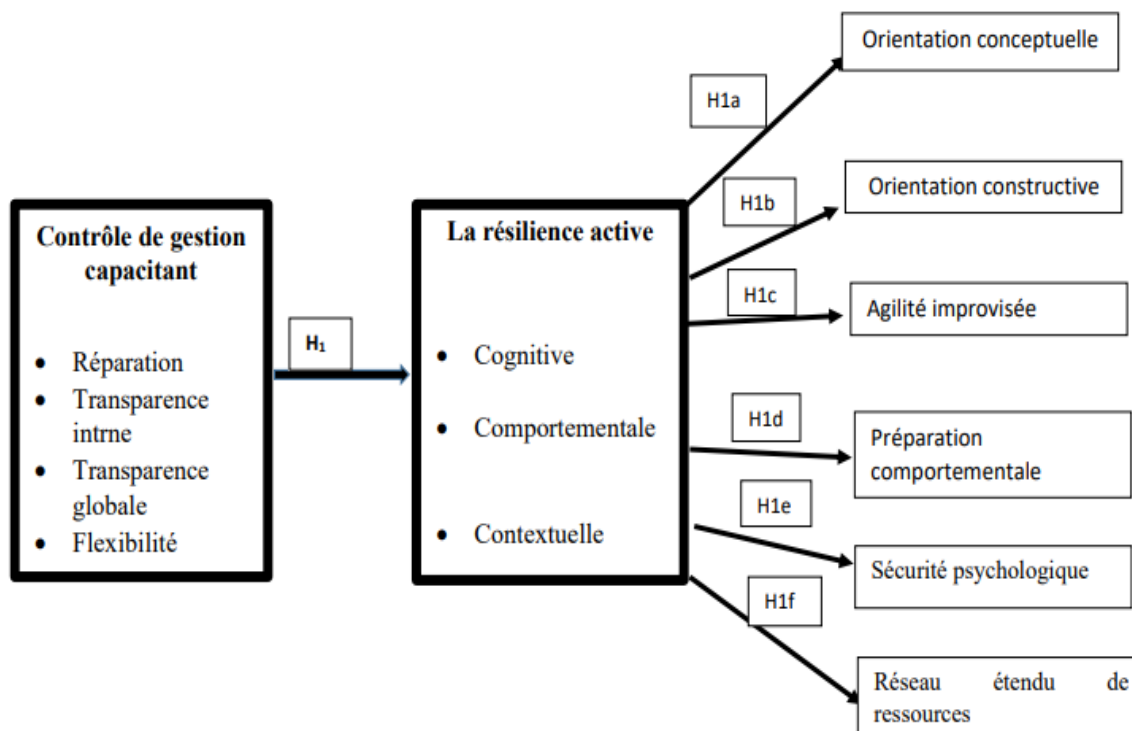 Contrôle de gestion
capacitant
• Réparation
• Transparence
intrne
• Transparence
globale
• Flexibilité
H₁
La résilience active
• Cognitive
• Comportementale
• Contextuelle
H1a
Orientation conceptuelle
H1b
Orientation constructive
H1c
Agilité improvisée
H1d
Préparation
comportementale
H1e
Sécurité psychologique
H1f
Réseau étendu de
ressources